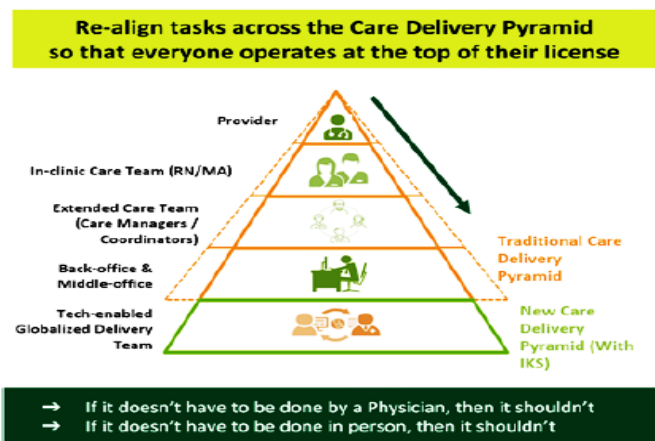 Re-align tasks across the Care Delivery Pyramid
so that everyone operates at the top of their license
Provider
In-clinic Care Team (RN/MA)
Extended Care Team
(Care Managers /
Coordinators)
Back-office &
Middle-office
Tech-enabled
Globalized Delivery
Team
Traditional Care
Delivery
Pyramid
New Care
Delivery
Pyramid (With
IKS)
→ If it doesn't have to be done by a Physician, then it shouldn't
→ If it doesn't have to be done in person, then it shouldn't